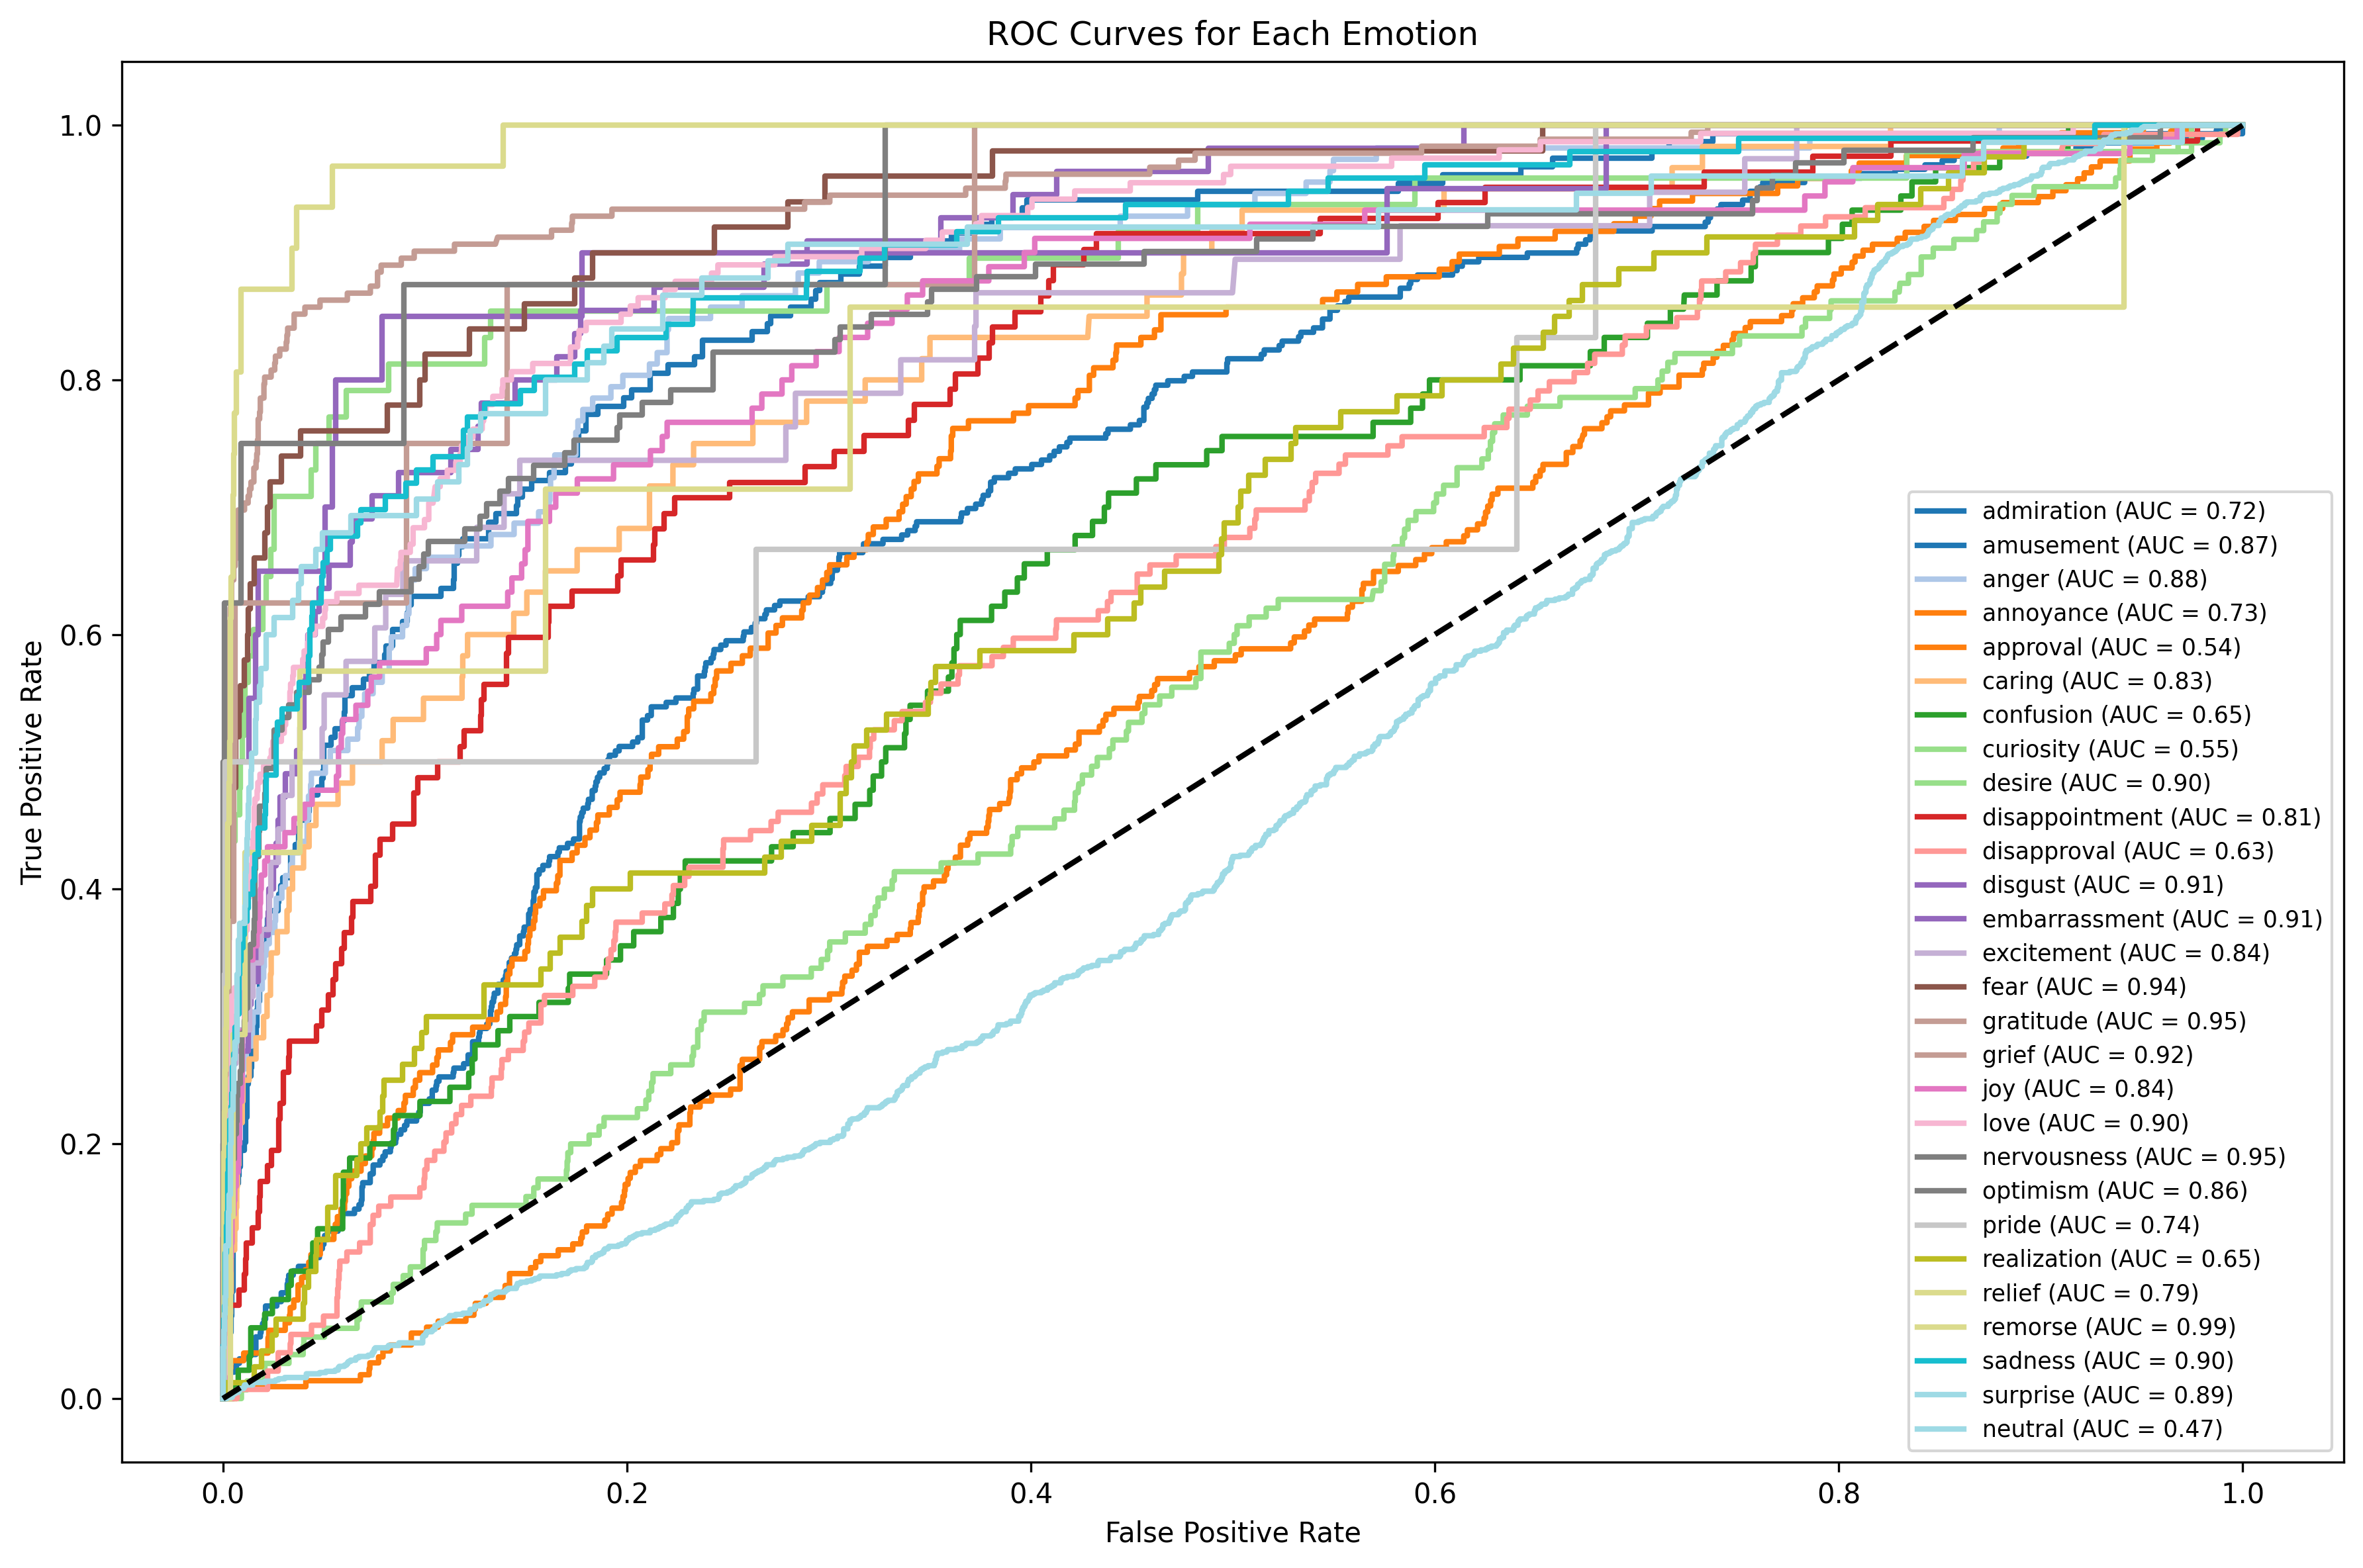 ROC Curves for Each Emotion
True Positive Rate
1.0
0.8
0.6
0.4
0.2
0.0
0.0 0.2 0.4 0.6 0.8 1.0
False Positive Rate
admiration (AUC = 0.72)
amusement (AUC = 0.87)
anger (AUC = 0.88)
annoyance (AUC = 0.73)
approval (AUC = 0.54)
caring (AUC = 0.83)
confusion (AUC = 0.65)
curiosity (AUC = 0.55)
desire (AUC = 0.90)
disappointment (AUC = 0.81)
disapproval (AUC = 0.63)
disgust (AUC = 0.91)
embarrassment (AUC = 0.91)
excitement (AUC = 0.84)
fear (AUC = 0.94)
gratitude (AUC = 0.95)
grief (AUC = 0.92)
joy (AUC = 0.84)
love (AUC = 0.90)
nervousness (AUC = 0.95)
optimism (AUC = 0.86)
pride (AUC = 0.74)
realization (AUC = 0.65)
relief (AUC = 0.79)
remorse (AUC = 0.99)
sadness (AUC = 0.90)
surprise (AUC = 0.89)
neutral (AUC = 0.47)